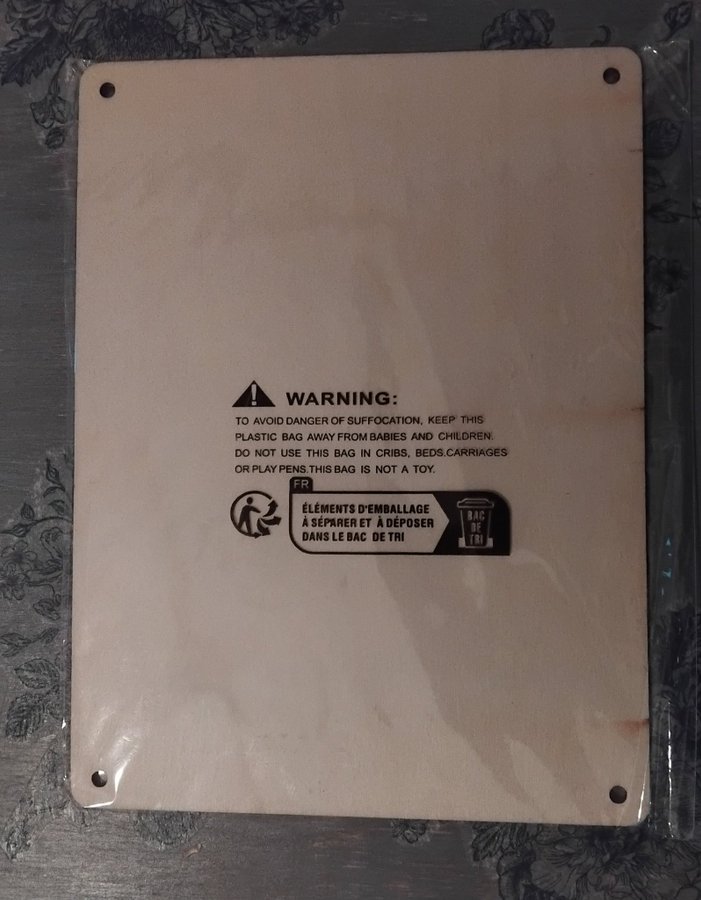 WARNING:
TO AVOID DANGER OF SUFFOCATION, KEEP THIS
PLASTIC BAG AWAY FROM BABIES AND CHILDREN.
DO NOT USE THIS BAG IN CRIBS, BEDS.CARRIAGES
OR PLAY PENS.THIS BAG IS NOT A TOY.
FR
ÉLÉMENTS D'EMBALLAGE
À SÉPARER ET À DÉPOSER
DANS LE BAC DE TRI
BAC
DE
TRI